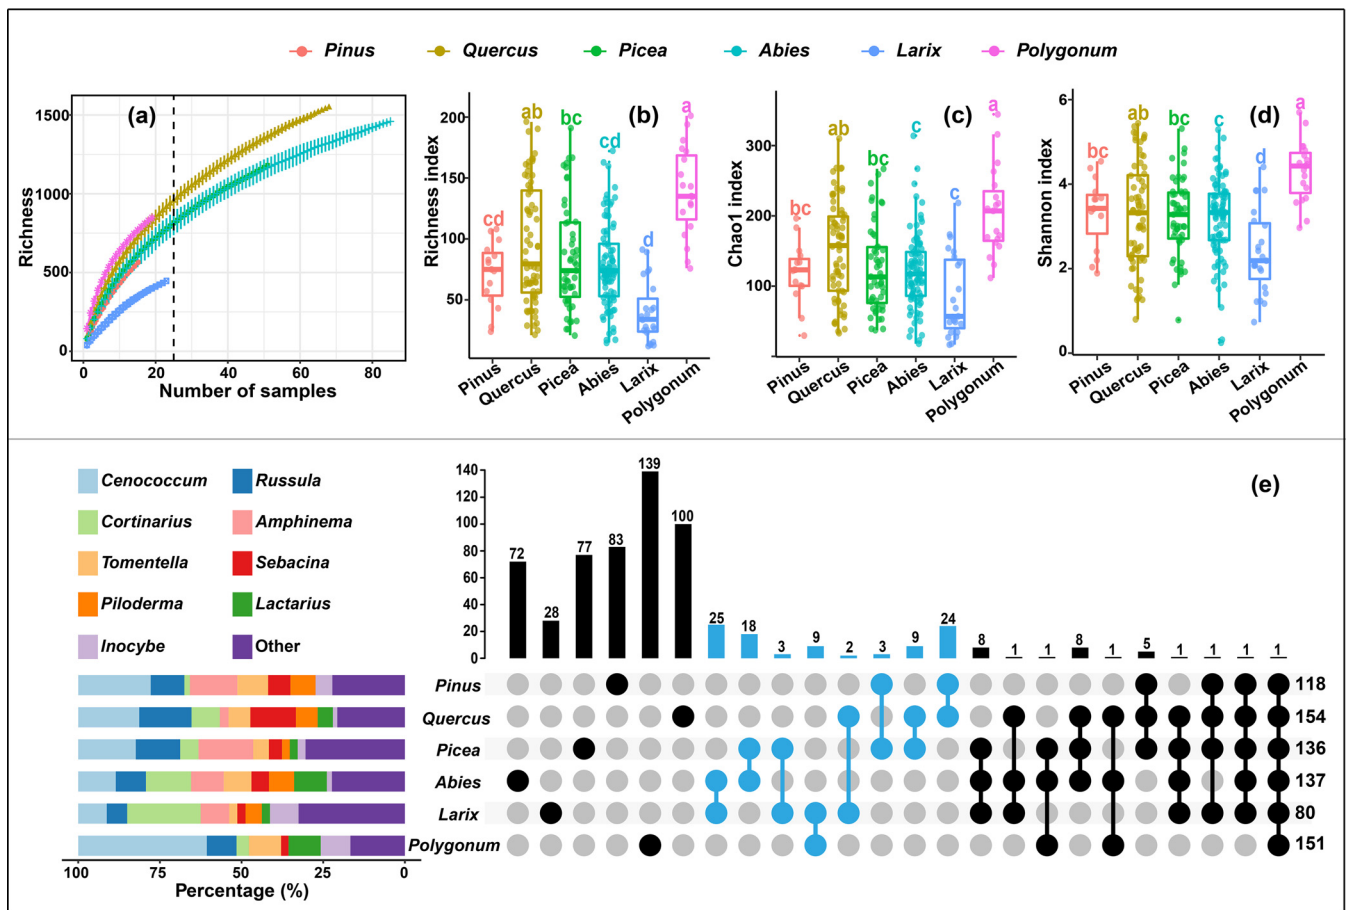 Pinus Quercus Picea Abies Larix Polygonum
(a)
Richness
1500
1000
500
0
0 20 40 60 80
Number of samples
(b)
Richness index
200
150
100
50
cd ab bc cd d a
Pinus Quercus Picea Abies Larix Polygonum
(c)
Chao1 index
300
200
100
bc ab bc c c a
Pinus Quercus Picea Abies Larix Polygonum
(d)
Shannon index
6
4
2
0
bc ab bc c d a
Pinus Quercus Picea Abies Larix Polygonum
Cenococcum Russula
Cortinarius Amphinema
Tomentella Sebacina
Piloderma Lactarius
Inocybe Other
100 75 50 25 0
Percentage (%)
(e)
140
120
100
80
60
40
20
0
72 28 77 83 139 100 25 18 3 9 2 3 9 24 8 1 1 8 1 5 1 1 1 1
Pinus 118
Quercus 154
Picea 136
Abies 137
Larix 80
Polygonum 151